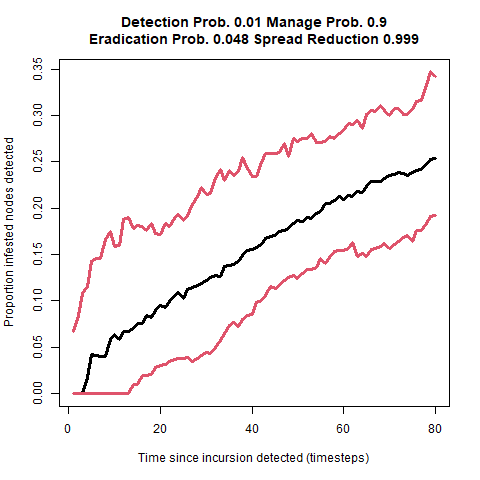 Detection Prob. 0.01 Manage Prob. 0.9
Eradication Prob. 0.048 Spread Reduction 0.999
Proportion infested nodes detected
0.35
0.30
0.25
0.20
0.15
0.10
0.05
0.00
0 20 40 60 80
Time since incursion detected (timesteps)